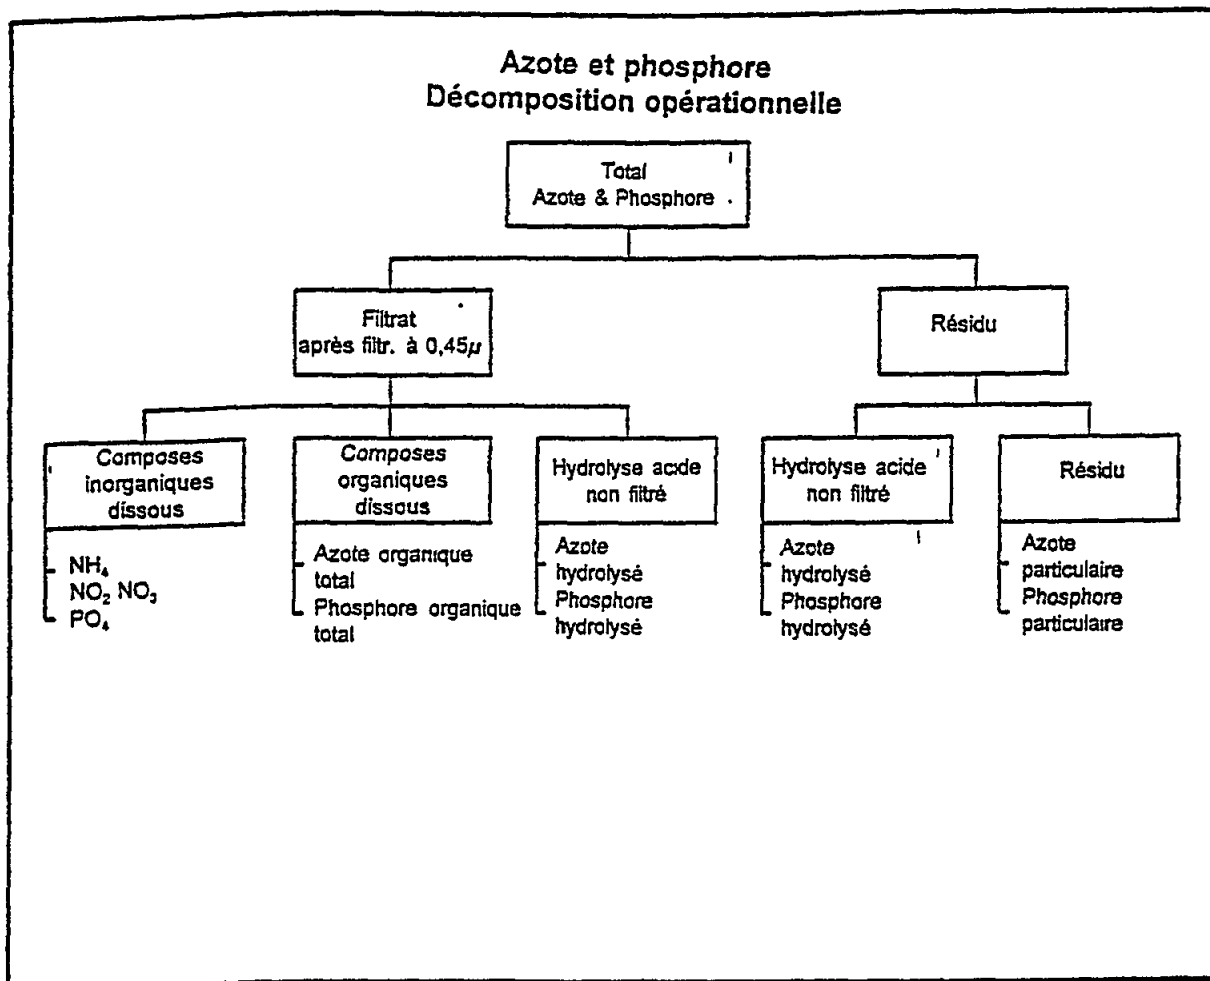 Azote et phosphore
Décomposition opérationnelle
Total
Azote & Phosphore
Filtrat
après filtr. à 0,45µ
Résidu
Composes
inorganiques
dissous
Composes
organiques
dissous
Hydrolyse acide
non filtré
Hydrolyse acide
non filtré
Résidu
NH₄
NO₂ NO₃
PO₄
Azote organique
total
Phosphore organique
total
Azote
hydrolysé
Phosphore
hydrolysé
Azote
hydrolysé
Phosphore
hydrolysé
Azote
particulaire
Phosphore
particulaire